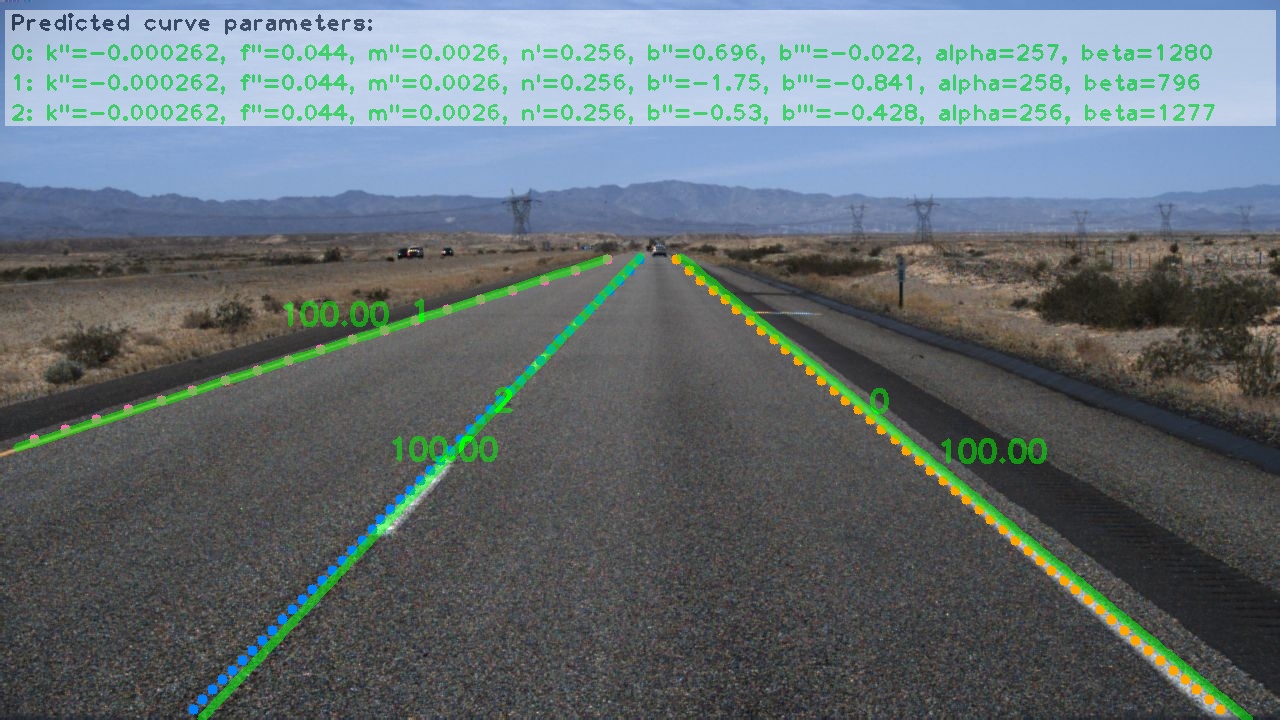 Predicted curve parameters:
0: k''=-0.000262, f''=0.044, m''=0.0026, n'=0.256, b''=0.696, b'''=-0.022, alpha=257, beta=1280
1: k''=-0.000262, f''=0.044, m''=0.0026, n'=0.256, b''=-1.75, b'''=-0.841, alpha=258, beta=796
2: k''=-0.000262, f''=0.044, m''=0.0026, n'=0.256, b''=-0.53, b'''=-0.428, alpha=256, beta=1277
100.00 1
2 0
100.00 100.00